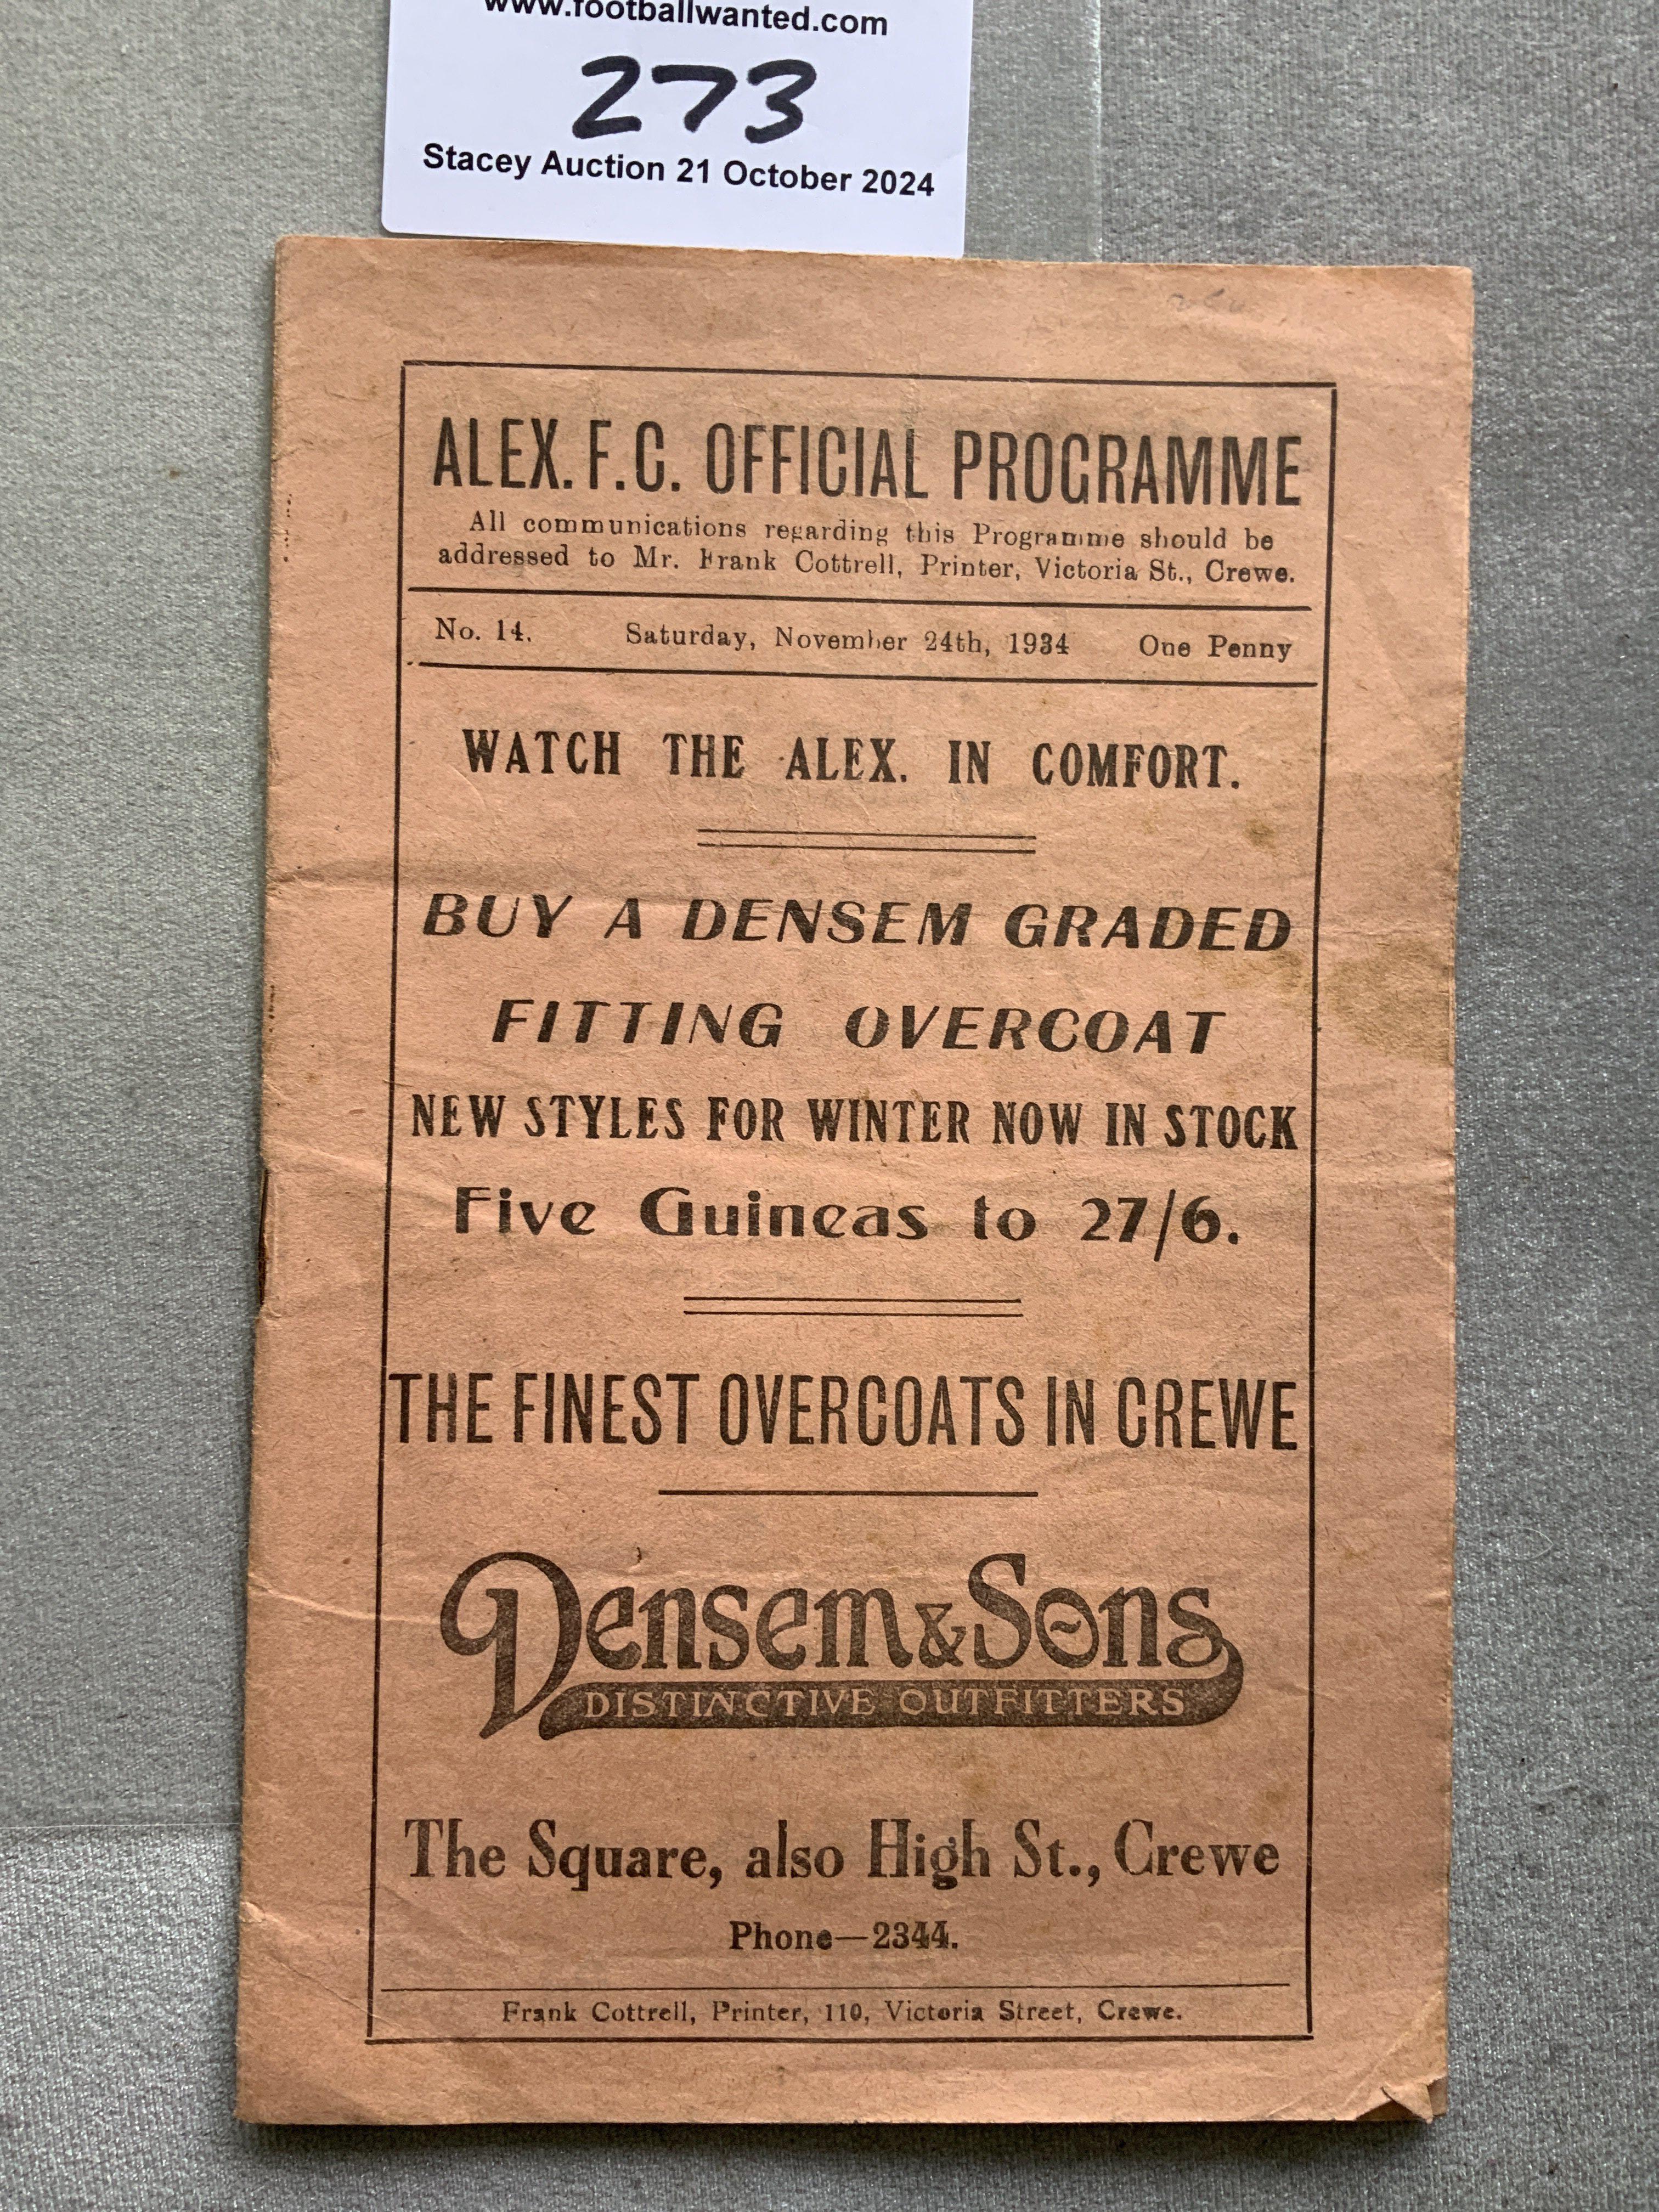 www.footballwanted.com
273
Stacey Auction 21 October 2024
ALEX. F.C. OFFICIAL PROGRAMME
All communications regarding this Programme should be
addressed to Mr. Frank Cottrell, Printer, Victoria St., Crewe.
No. 14. Saturday, November 24th, 1934 One Penny
WATCH THE ALEX. IN COMFORT.
BUY A DENSEM GRADED
FITTING OVERCOAT
NEW STYLES FOR WINTER NOW IN STOCK
Five Guineas to 27/6.
THE FINEST OVERCOATS IN CREWE
Densem & Sons
DISTINCTIVE OUTFITTERS
The Square, also High St., Crewe
Phone—2344.
Frank Cottrell, Printer, 110, Victoria Street, Crewe.